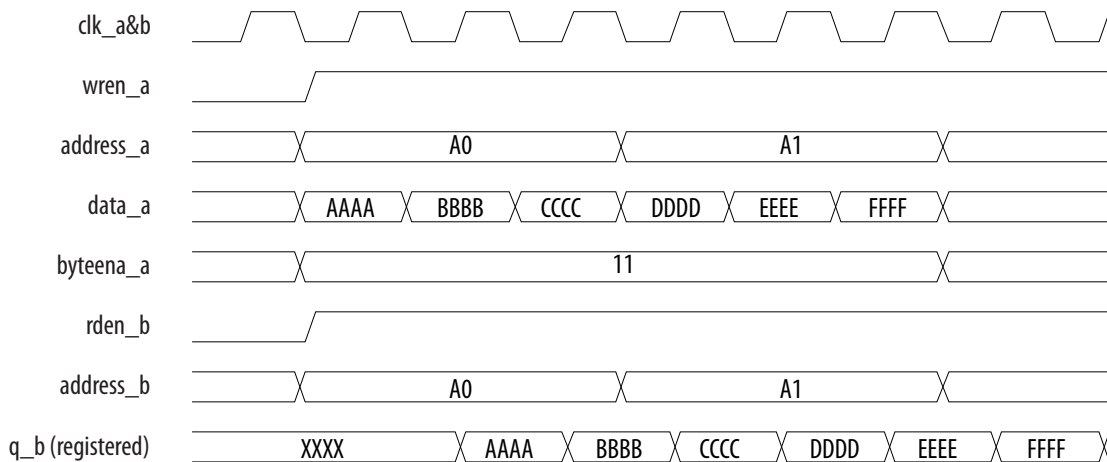 clk_a&b
wren_a
address_a A0 A1
data_a AAAA BBBB CCCC DDDD EEEE FFFF
byteena_a 11
rden_b
address_b A0 A1
q_b (registered) XXXX AAAA BBBB CCCC DDDD EEEE FFFF